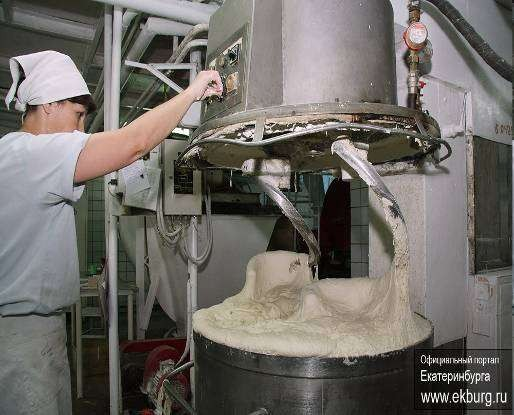 Официальный портал
Екатеринбурга
www.ekburg.ru